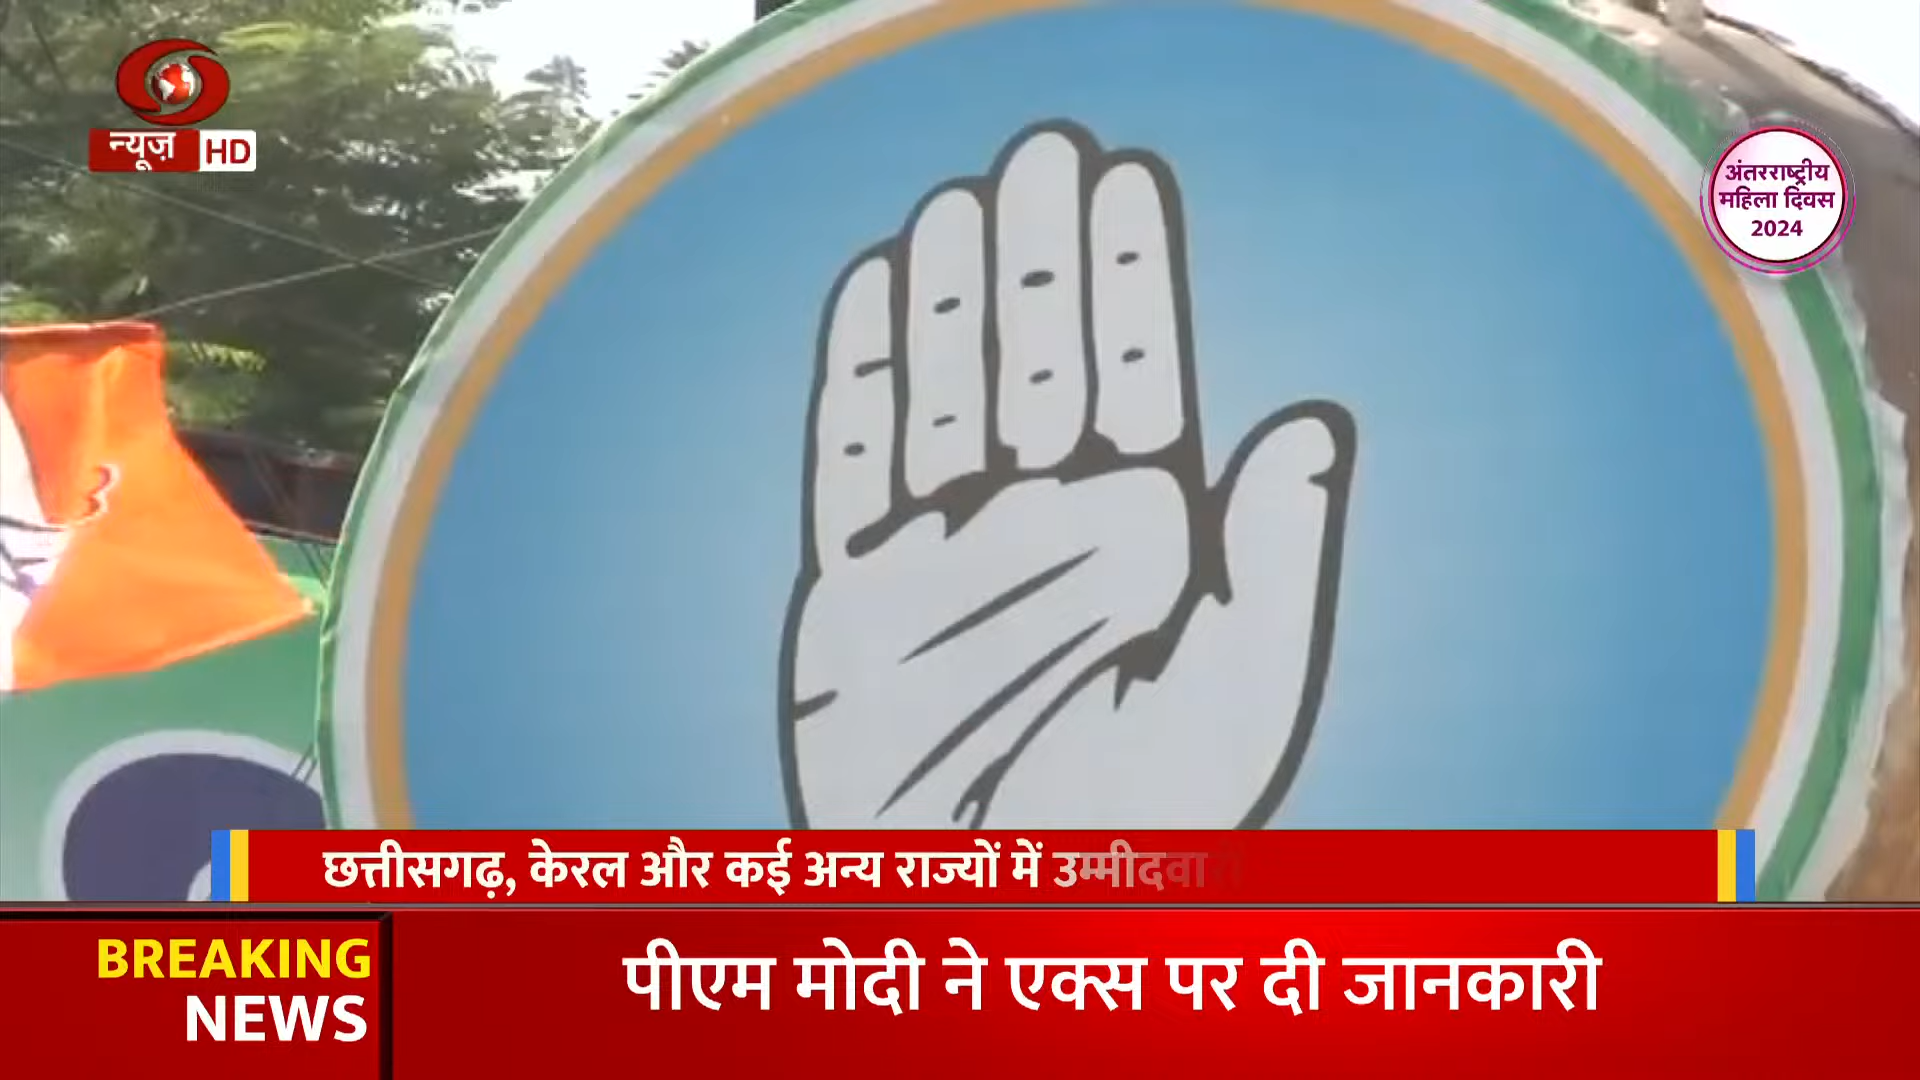 न्यूज़ HD
अंतरराष्ट्रीय
महिला दिवस
2024
छत्तीसगढ़, केरल और कई अन्य राज्यों में
BREAKING
NEWS
पीएम मोदी ने एक्स पर दी जानकारी